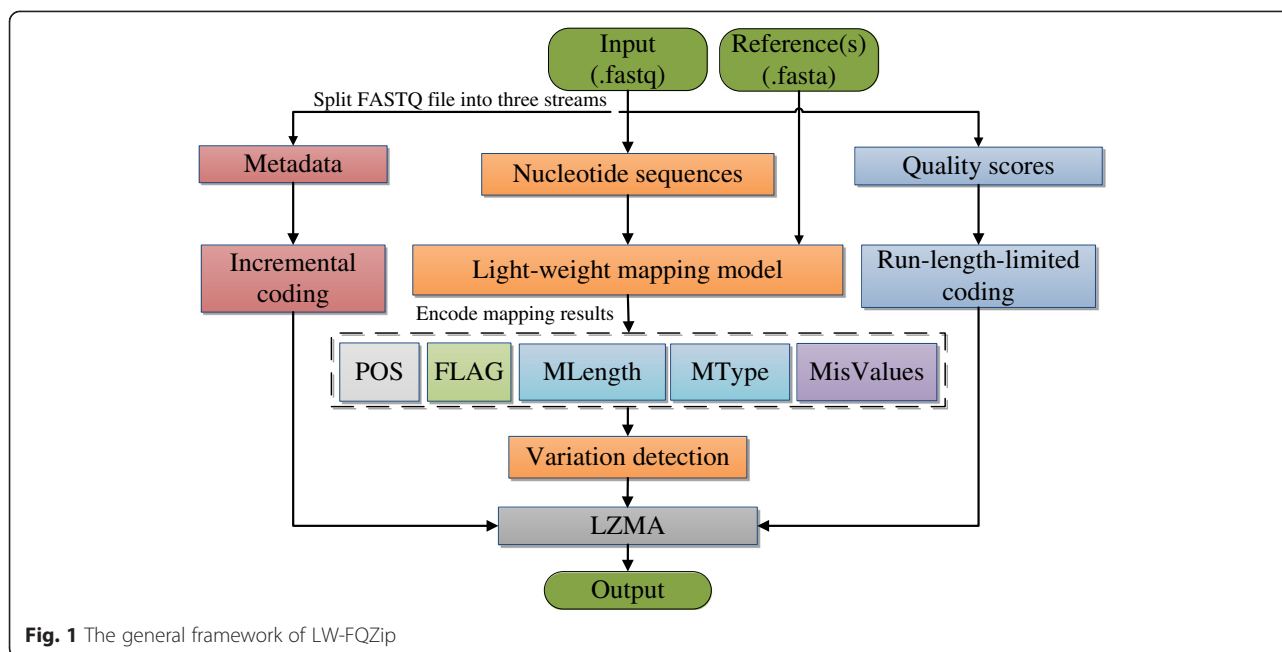 Input
(.fastq)
Reference(s)
(.fasta)
Split FASTQ file into three streams
Metadata
Nucleotide sequences
Quality scores
Incremental
coding
Light-weight mapping model
Run-length-limited
coding
Encode mapping results
POS
FLAG
MLength
MType
MisValues
Variation detection
LZMA
Output
Fig. 1 The general framework of LW-FQZip